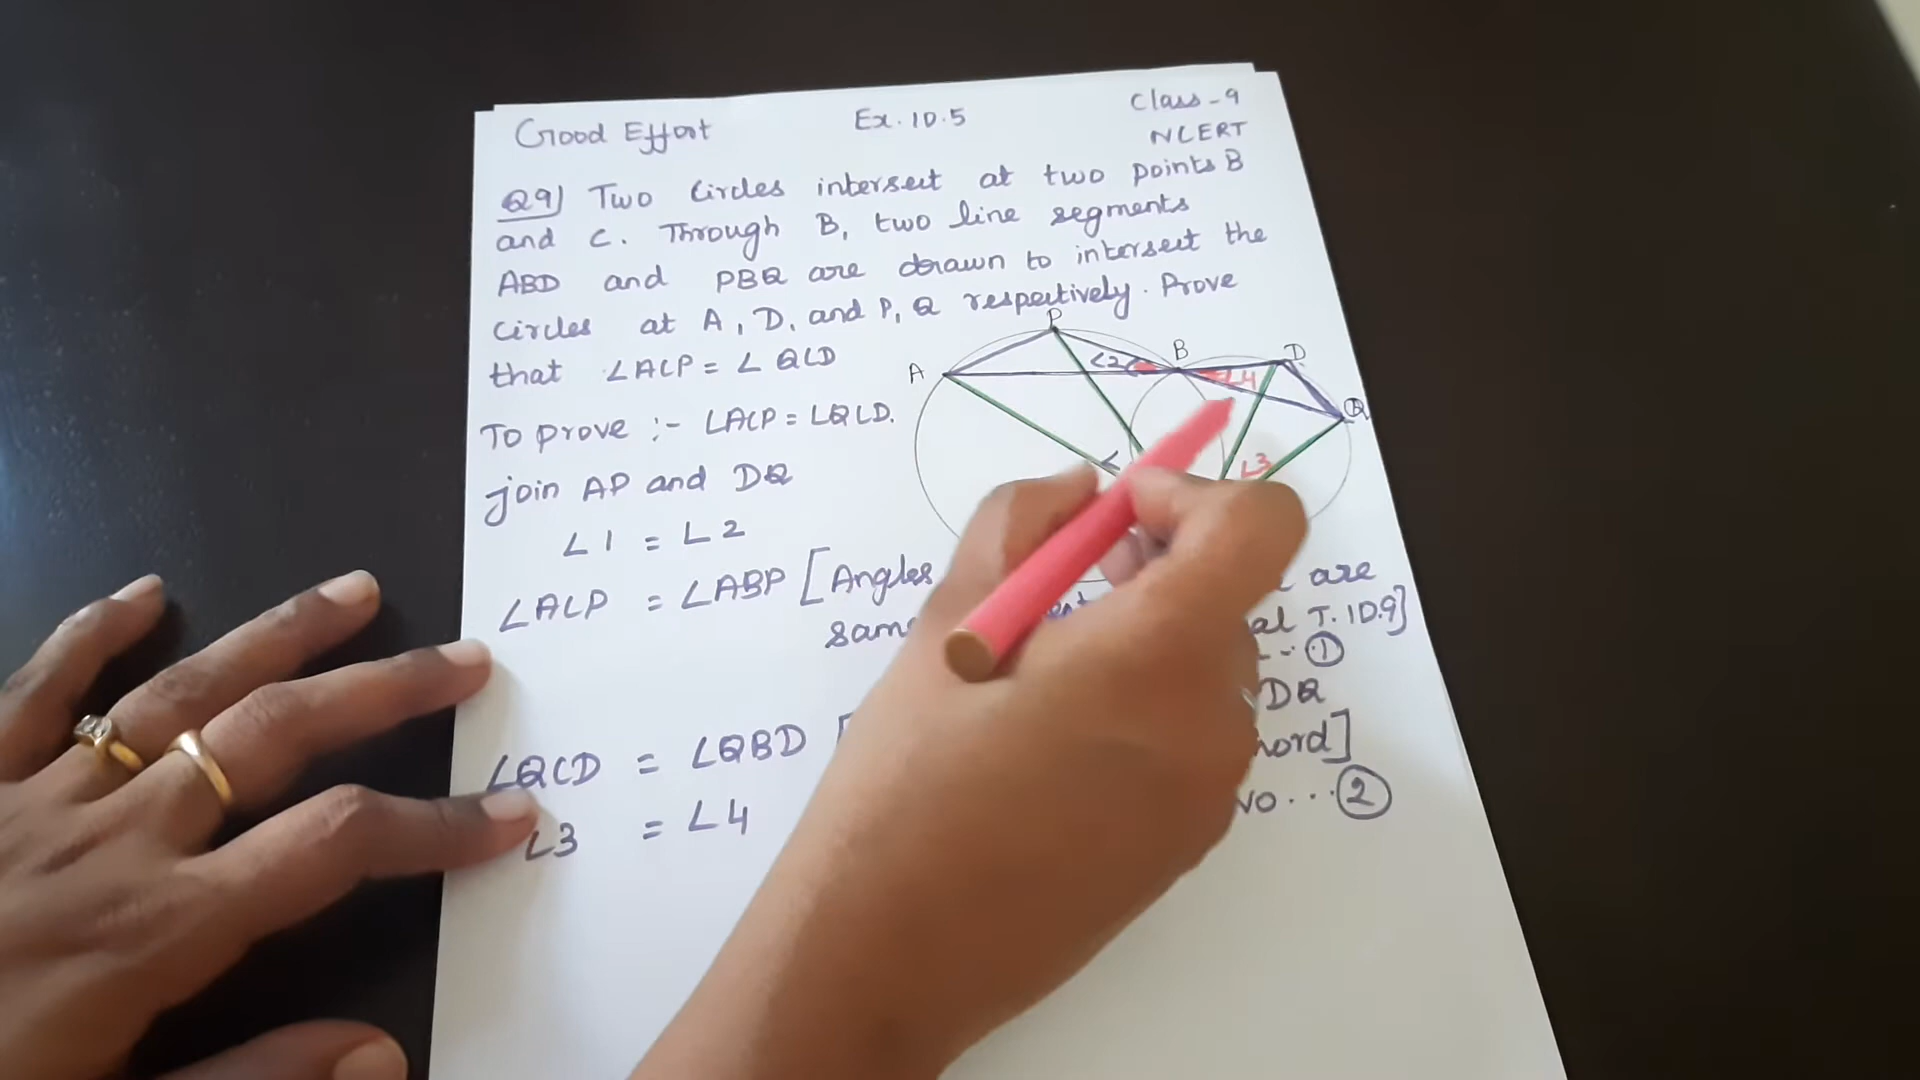 Good Effort
Ex. 10.5
Class-9
NCERT
Q9) Two Circles intersect at two points B
and C. Through B, two line segments
ABD and PBQ are drawn to intersect the
circles at A, D, and P, Q respectively. Prove
that ∠ACP = ∠QCD
To prove :- ∠ACP = ∠QCD.
join AP and DQ
∠1 = ∠2
∠ACP = ∠ABP [Angles are
same al T. 10.9]
--- ①
DQ
∠QCD = ∠QBD [ hord]
∠3 = ∠4 ... ②
P
A
∠2
B
D
∠4
Q
∠3